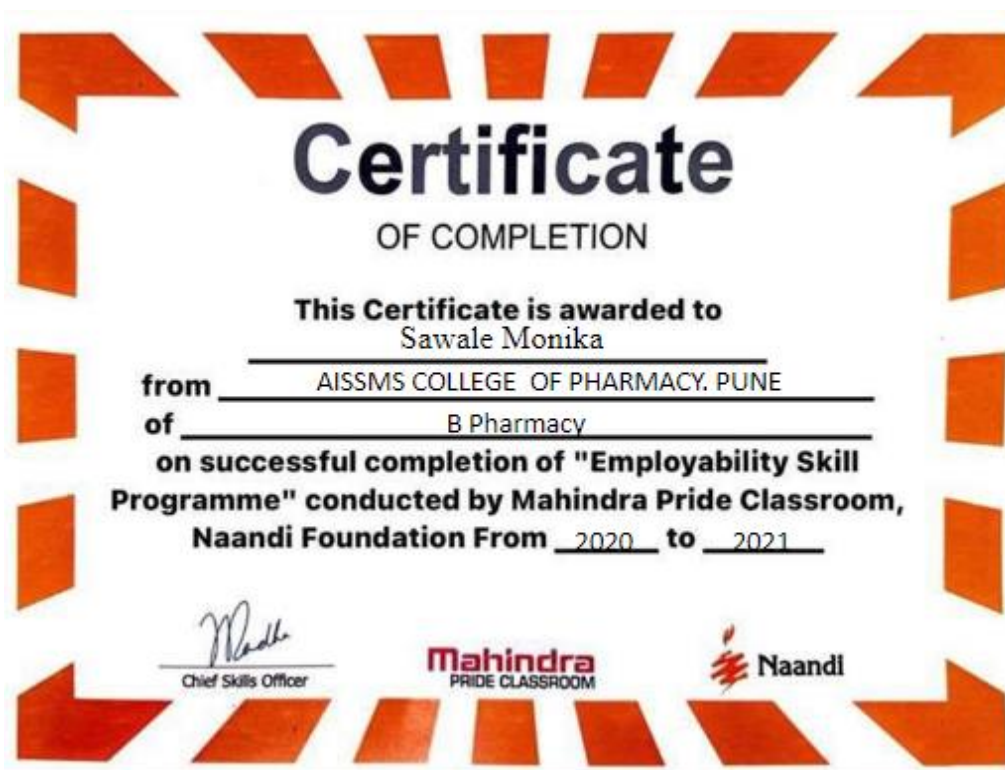 Certificate
OF COMPLETION
This Certificate is awarded to
Sawale Monika
from AISSMS COLLEGE OF PHARMACY. PUNE
of B Pharmacy
on successful completion of "Employability Skill
Programme" conducted by Mahindra Pride Classroom,
Naandi Foundation From 2020 to 2021
Madhu
Chief Skills Officer
Mahindra
PRIDE CLASSROOM
Naandi